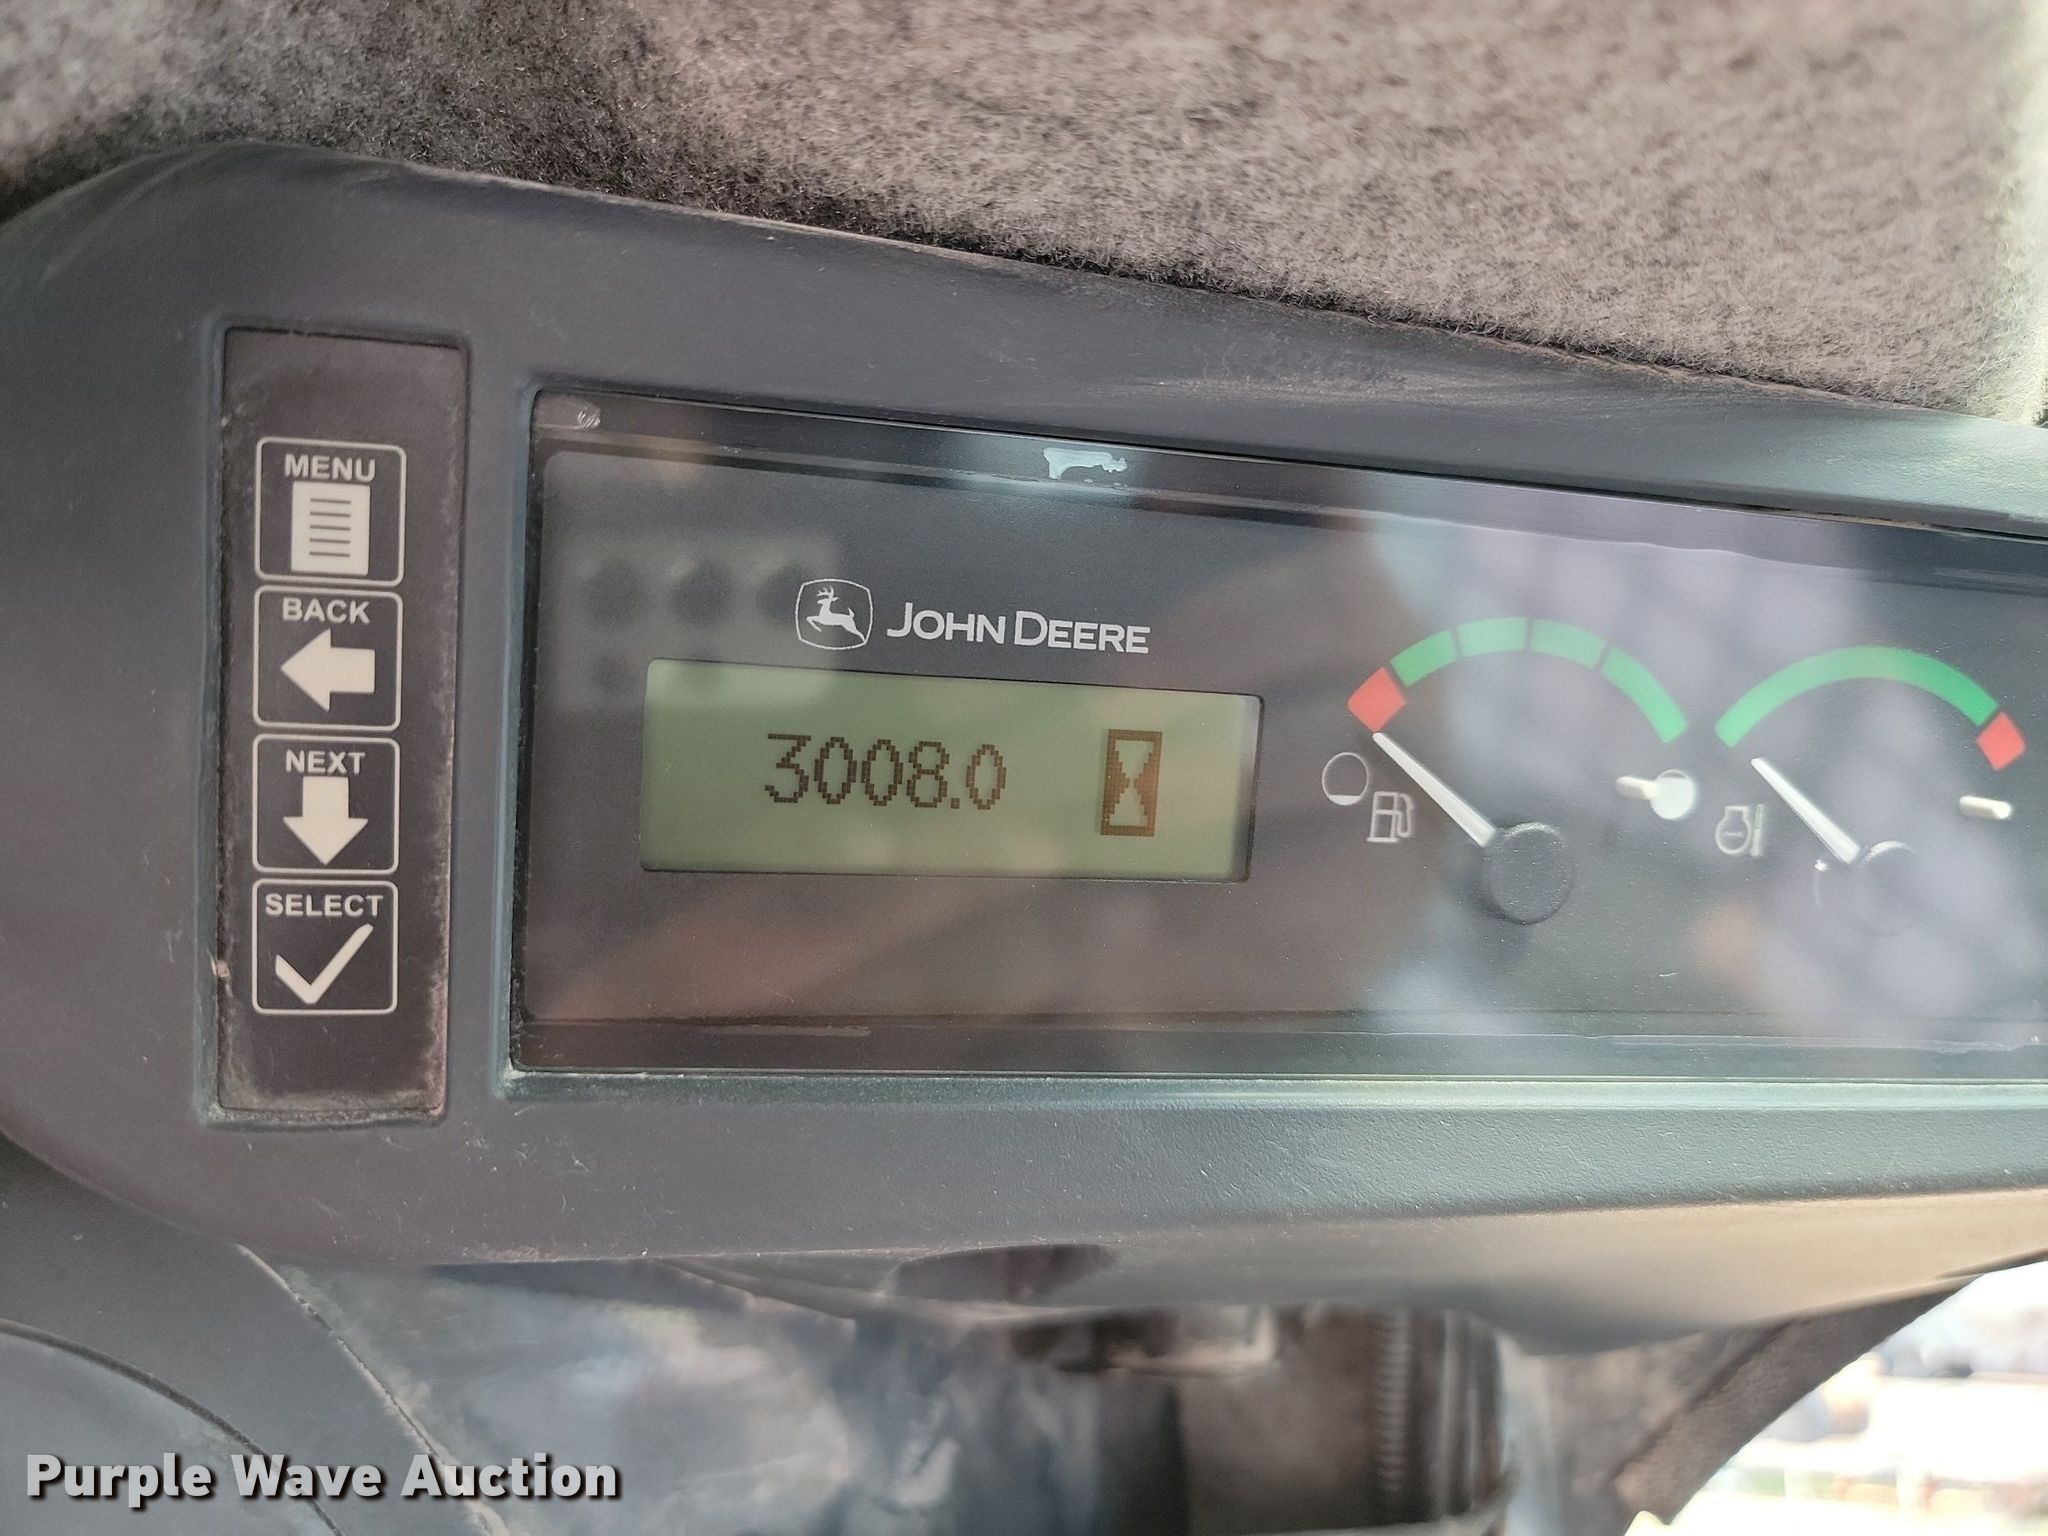 MENU
BACK
NEXT
SELECT
JOHN DEERE
3008.0
Purple Wave Auction